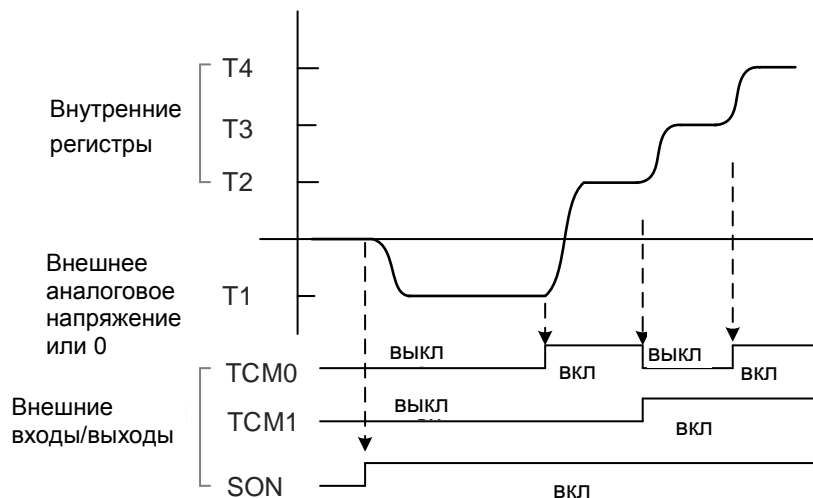 T4
Внутренние
регистры
T3
T2
Внешнее
аналоговое
напряжение
или 0
T1
TCM0
выкл
вкл
выкл
вкл
Внешние
входы/выходы
TCM1
выкл
вкл
SON
вкл